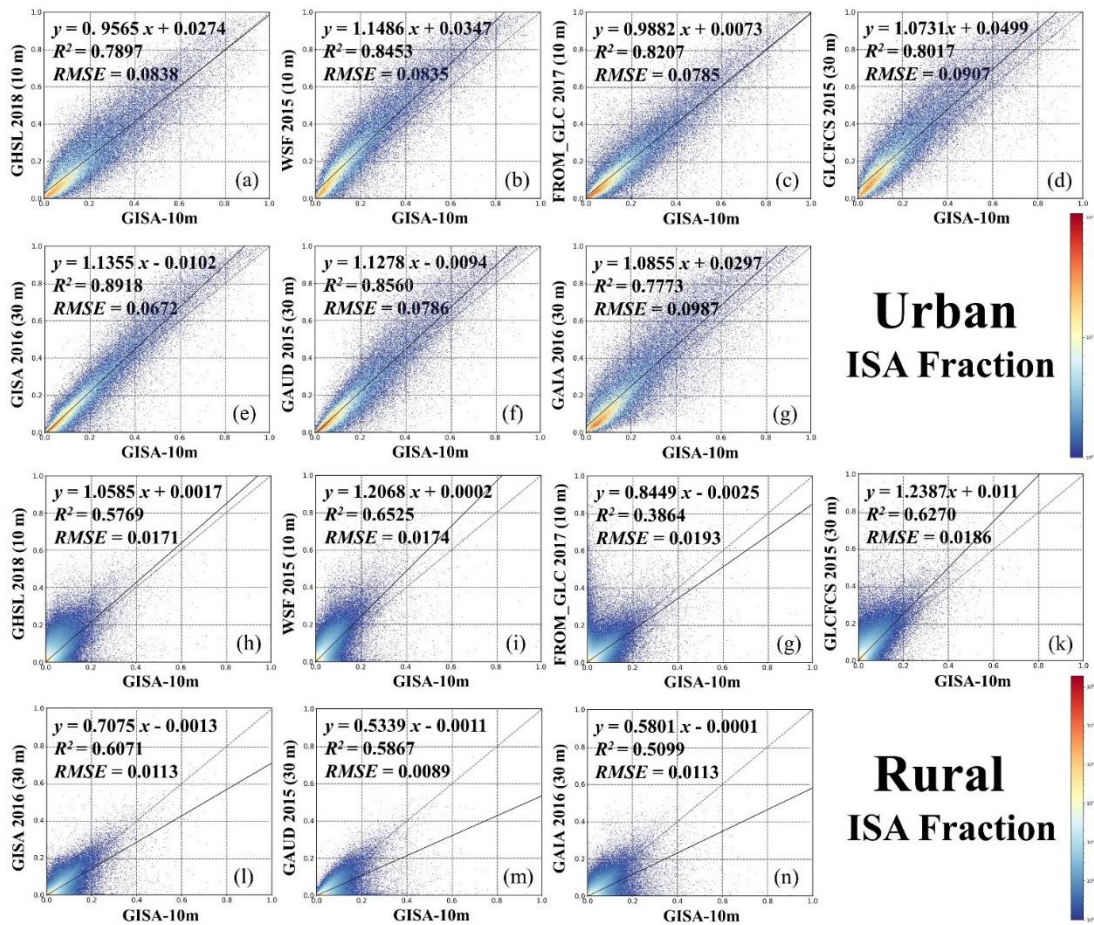 y = 0. 9565 x + 0.0274
R² = 0.7897
RMSE = 0.0838
GHSL 2018 (10 m)
(a)
GISA-10m
y = 1.1486 x + 0.0347
R² = 0.8453
RMSE = 0.0835
WSF 2015 (10 m)
(b)
GISA-10m
y = 0.9882 x + 0.0073
R² = 0.8207
RMSE = 0.0785
FROM_GLC 2017 (10 m)
(c)
GISA-10m
y = 1.0731 x + 0.0499
R² = 0.8017
RMSE = 0.0907
GLCFCS 2015 (30 m)
(d)
GISA-10m
y = 1.1355 x - 0.0102
R² = 0.8918
RMSE = 0.0672
GISA 2016 (30 m)
(e)
GISA-10m
y = 1.1278 x - 0.0094
R² = 0.8560
RMSE = 0.0786
GAUD 2015 (30 m)
(f)
GISA-10m
y = 1.0855 x + 0.0297
R² = 0.7773
RMSE = 0.0987
GAIA 2016 (30 m)
(g)
GISA-10m
Urban
ISA Fraction
y = 1.0585 x + 0.0017
R² = 0.5769
RMSE = 0.0171
GHSL 2018 (10 m)
(h)
y = 1.2068 x + 0.0002
R² = 0.6525
RMSE = 0.0174
WSF 2015 (10 m)
(i)
y = 0.8449 x - 0.0025
R² = 0.3864
RMSE = 0.0193
FROM_GLC 2017 (10 m)
(g)
y = 1.2387x + 0.011
R² = 0.6270
RMSE = 0.0186
GLCFCS 2015 (30 m)
(k)
GISA-10m
y = 0.7075 x - 0.0013
R² = 0.6071
RMSE = 0.0113
GISA 2016 (30 m)
(l)
GISA-10m
y = 0.5339 x - 0.0011
R² = 0.5867
RMSE = 0.0089
GAUD 2015 (30 m)
(m)
GISA-10m
y = 0.5801 x - 0.0001
R² = 0.5099
RMSE = 0.0113
GAIA 2016 (30 m)
(n)
GISA-10m
Rural
ISA Fraction